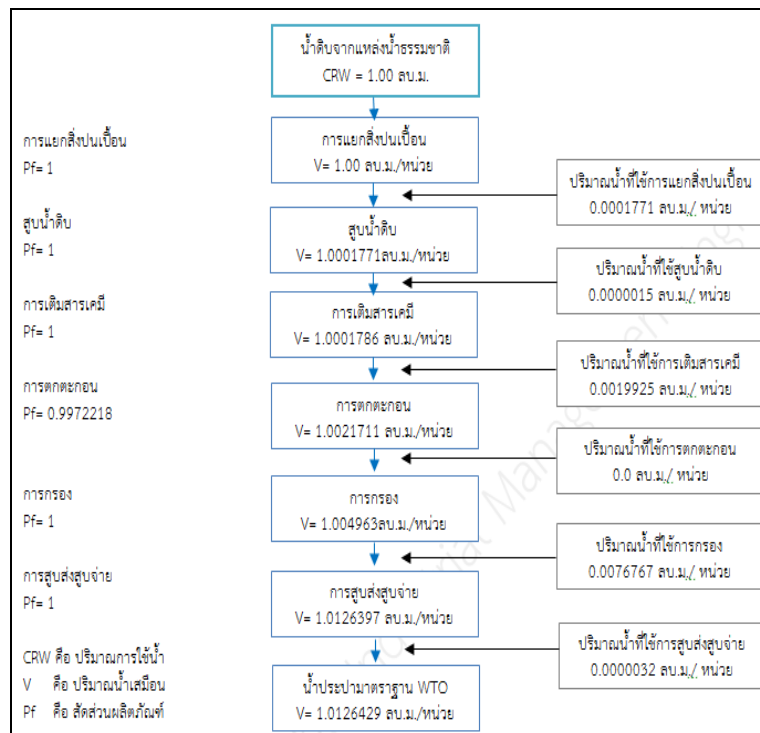 น้ำดิบจากแหล่งน้ำธรรมชาติ
CRW = 1.00 ลบ.ม.
การแยกสิ่งปนเปื้อน
Pf= 1
การแยกสิ่งปนเปื้อน
V= 1.00 ลบ.ม./หน่วย
ปริมาณน้ำที่ใช้การแยกสิ่งปนเปื้อน
0.0001771 ลบ.ม,/ หน่วย
สูบน้ำดิบ
Pf= 1
สูบน้ำดิบ
V= 1.0001771ลบ.ม./หน่วย
ปริมาณน้ำที่ใช้สูบน้ำดิบ
0.0000015 ลบ.ม,/ หน่วย
การเติมสารเคมี
Pf= 1
การเติมสารเคมี
V= 1.0001786 ลบ.ม./หน่วย
ปริมาณน้ำที่ใช้การเติมสารเคมี
0.0019925 ลบ.ม,/ หน่วย
การตกตะกอน
Pf= 0.9972218
การตกตะกอน
V= 1.0021711 ลบ.ม./หน่วย
ปริมาณน้ำที่ใช้การตกตะกอน
0.0 ลบ.ม,/ หน่วย
การกรอง
Pf= 1
การกรอง
V= 1.004963ลบ.ม./หน่วย
ปริมาณน้ำที่ใช้การกรอง
0.0076767 ลบ.ม,/ หน่วย
การสูบส่งสูบจ่าย
Pf= 1
การสูบส่งสูบจ่าย
V= 1.0126397 ลบ.ม./หน่วย
ปริมาณน้ำที่ใช้การสูบส่งสูบจ่าย
0.0000032 ลบ.ม,/ หน่วย
CRW คือ ปริมาณการใช้น้ำ
V คือ ปริมาณน้ำเสมือน
Pf คือ สัดส่วนผลิตภัณฑ์
น้ำประปามาตราฐาน WTO
V= 1.0126429 ลบ.ม./หน่วย